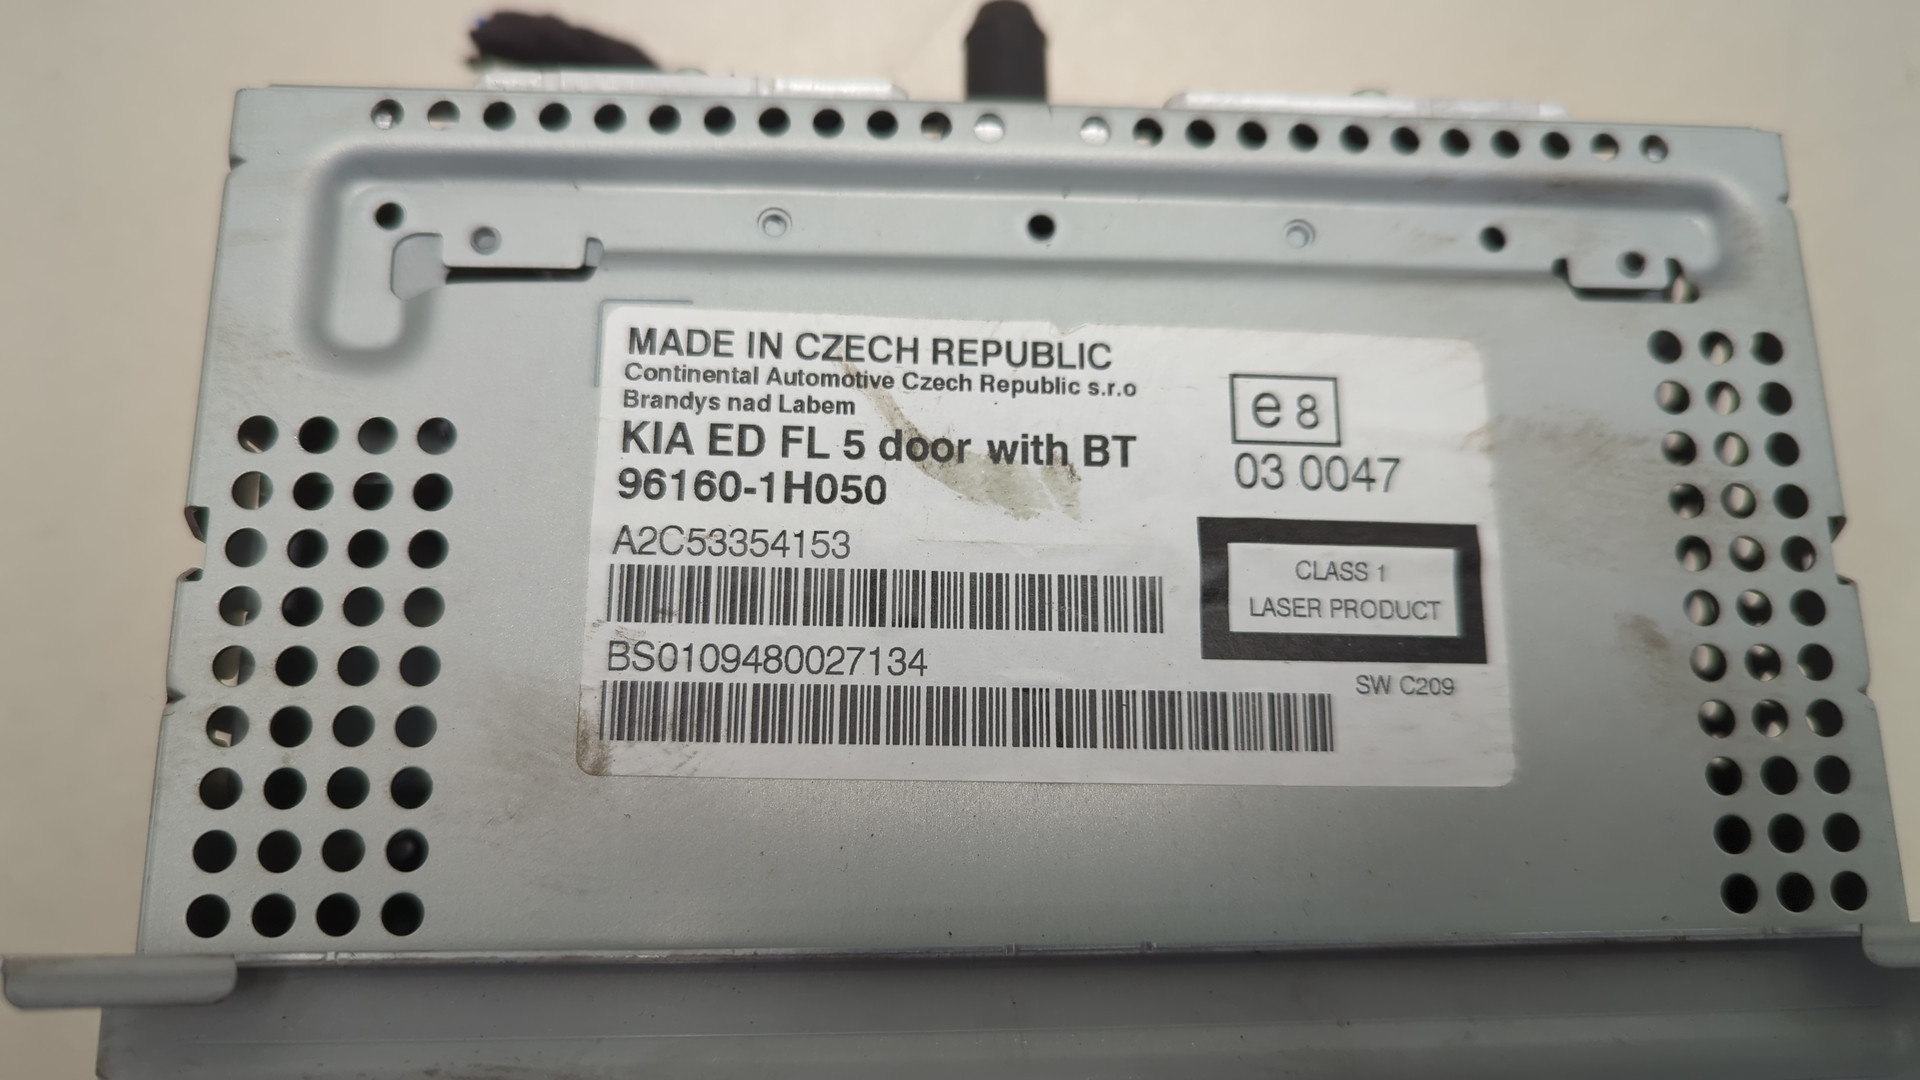 MADE IN CZECH REPUBLIC
Continental Automotive Czech Republic s.r.o
Brandys nad Labem
KIA ED FL 5 door with BT
96160-1H050
A2C53354153
BS0109480027134
e8
03 0047
CLASS 1
LASER PRODUCT
SW C209